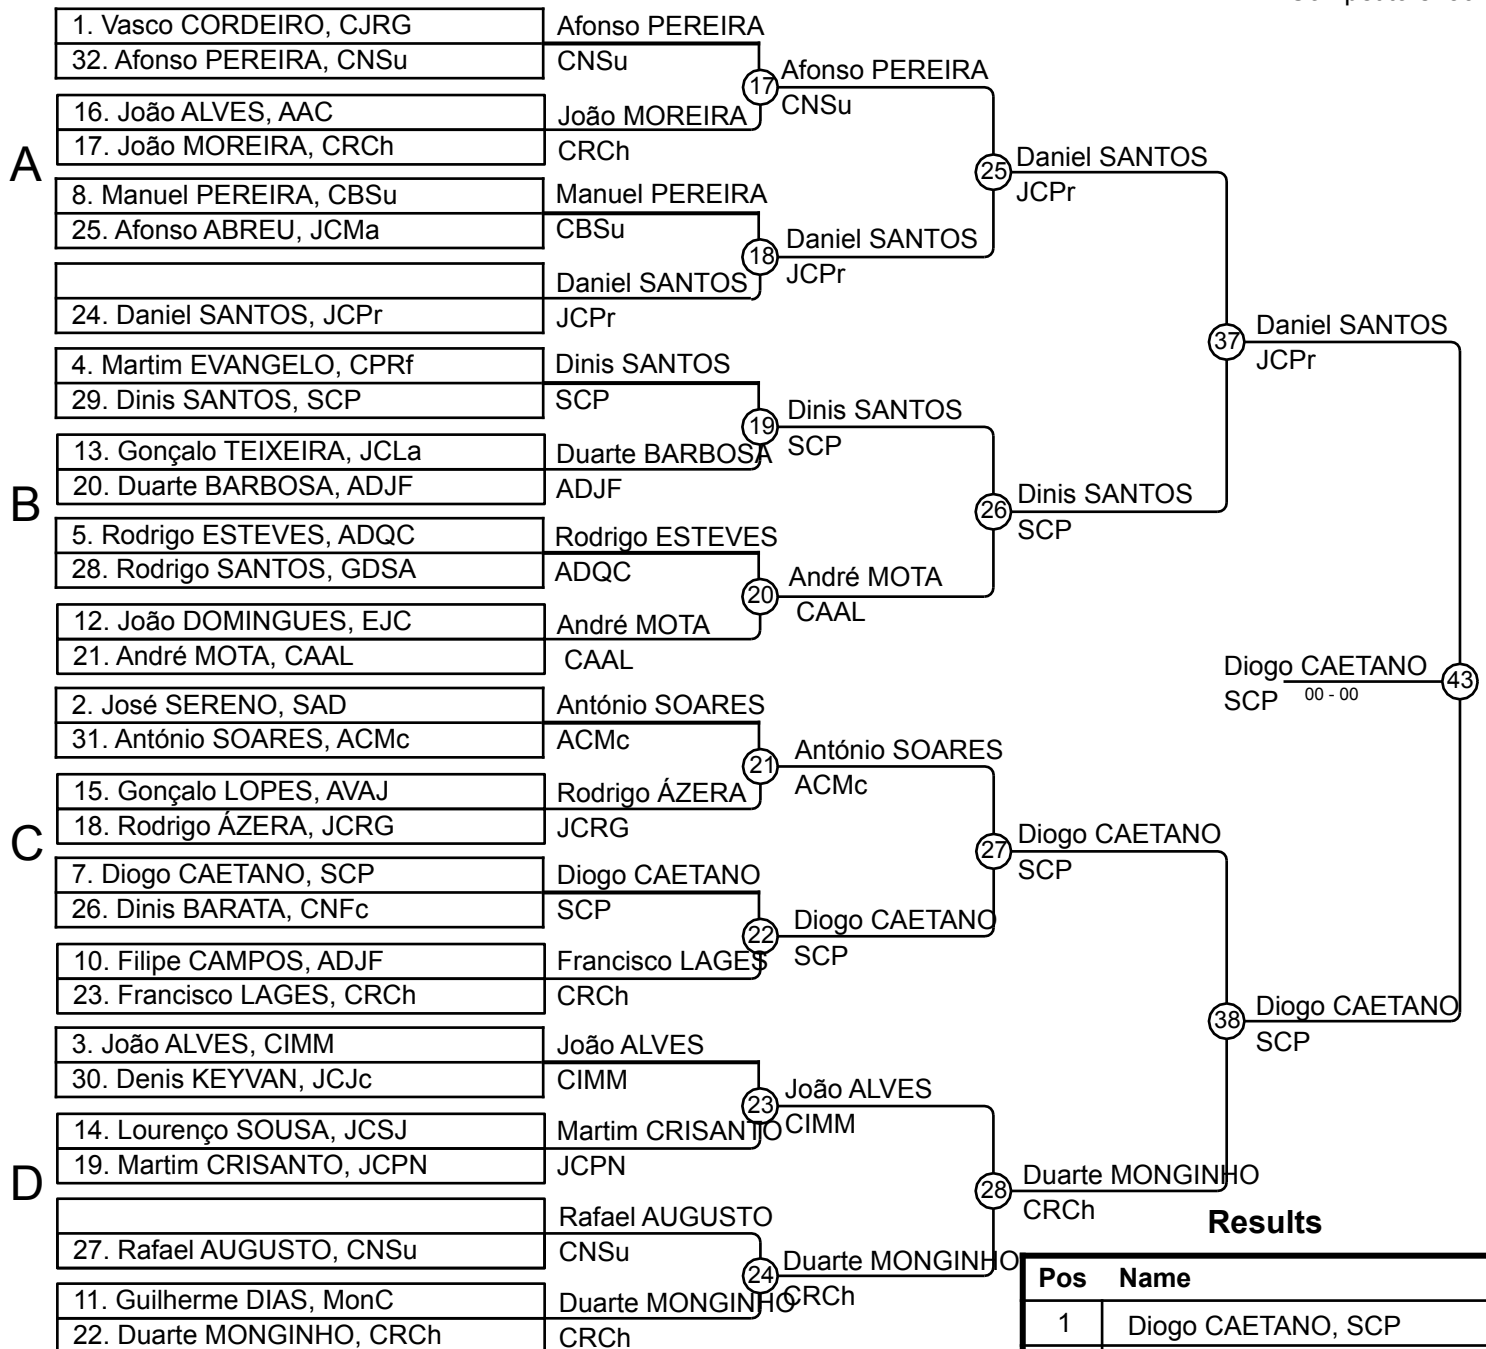 1. Vasco CORDEIRO, CJRG
32. Afonso PEREIRA, CNSu
16. João ALVES, AAC
17. João MOREIRA, CRCh
A
8. Manuel PEREIRA, CBSu
25. Afonso ABREU, JCMa
24. Daniel SANTOS, JCPr
4. Martim EVANGELO, CPRf
29. Dinis SANTOS, SCP
13. Gonçalo TEIXEIRA, JCLa
20. Duarte BARBOSA, ADJF
B
5. Rodrigo ESTEVES, ADQC
28. Rodrigo SANTOS, GDSA
12. João DOMINGUES, EJC
21. André MOTA, CAAL
2. José SERENO, SAD
31. António SOARES, ACMc
15. Gonçalo LOPES, AVAJ
18. Rodrigo ÁZERA, JCRG
C
7. Diogo CAETANO, SCP
26. Dinis BARATA, CNFc
10. Filipe CAMPOS, ADJF
23. Francisco LAGES, CRCh
3. João ALVES, CIMM
30. Denis KEYVAN, JCJc
14. Lourenço SOUSA, JCSJ
19. Martim CRISANTO, JCPN
D
27. Rafael AUGUSTO, CNSu
11. Guilherme DIAS, MonC
22. Duarte MONGINHO, CRCh
Afonso PEREIRA
CNSu
17
João MOREIRA
CRCh
Manuel PEREIRA
CBSu
18
Daniel SANTOS
JCPr
Dinis SANTOS
SCP
19
Duarte BARBOSA
ADJF
Rodrigo ESTEVES
ADQC
20
André MOTA
CAAL
António SOARES
ACMc
21
Rodrigo ÁZERA
JCRG
Diogo CAETANO
SCP
22
Francisco LAGES
CRCh
João ALVES
CIMM
23
Martim CRISANTO
JCPN
Rafael AUGUSTO
CNSu
24
Duarte MONGINHO
CRCh
Afonso PEREIRA
CNSu
25
Daniel SANTOS
JCPr
Dinis SANTOS
SCP
26
André MOTA
CAAL
António SOARES
ACMc
27
Diogo CAETANO
SCP
João ALVES
CIMM
28
Duarte MONGINHO
CRCh
Daniel SANTOS
JCPr
37
Dinis SANTOS
SCP
Diogo CAETANO
SCP
38
Duarte MONGINHO
CRCh
Daniel SANTOS
JCPr
Diogo CAETANO
SCP 00 - 00
43
Diogo CAETANO
SCP
Results
Pos Name
1 Diogo CAETANO, SCP